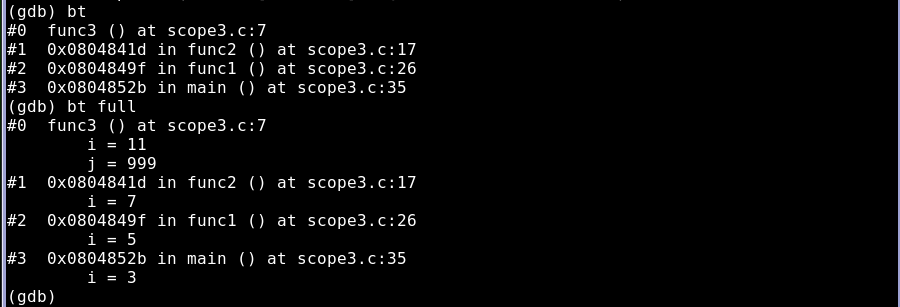 (gdb) bt
#0  func3 () at scope3.c:7
#1  0x0804841d in func2 () at scope3.c:17
#2  0x0804849f in func1 () at scope3.c:26
#3  0x0804852b in main () at scope3.c:35
(gdb) bt full
#0  func3 () at scope3.c:7
        i = 11
        j = 999
#1  0x0804841d in func2 () at scope3.c:17
        i = 7
#2  0x0804849f in func1 () at scope3.c:26
        i = 5
#3  0x0804852b in main () at scope3.c:35
        i = 3
(gdb)